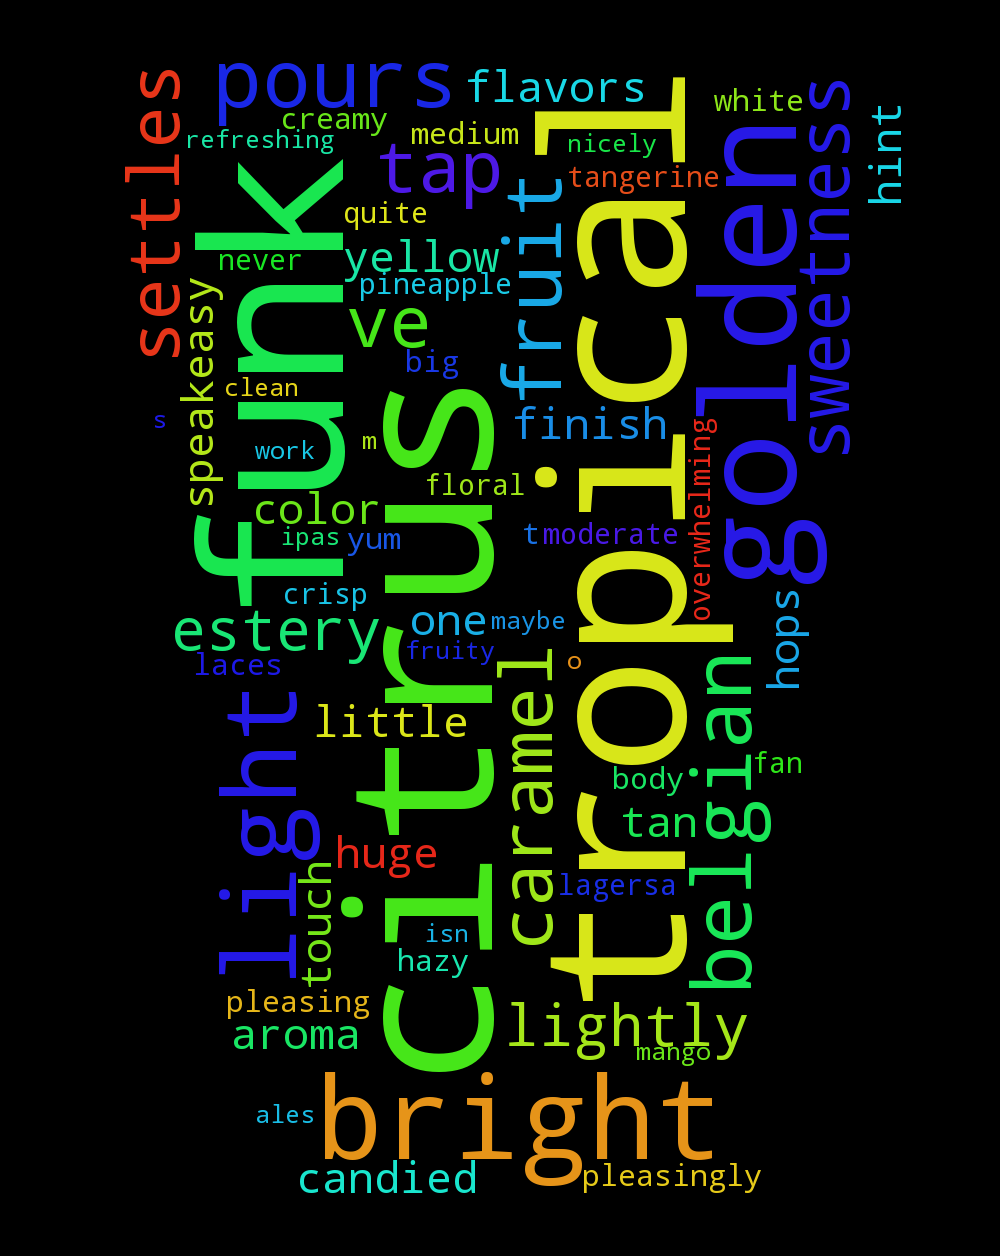 settles
pours
flavors
white
hint
creamy
refreshing
medium
nicely
tap
tangerine
sweetness
golden
funk
quite
fruit
tropical
never
yellow
pineapple
speakeasy
ve
big
clean
s
work
m
citrus
finish
overwhelming
floral
color
ipas
yum
t
moderate
crisp
estery
one
maybe
hops
laces
fruity
o
light
little
caramel
belgian
body
fan
tan
huge
touch
lagersa
isn
hazy
pleasing
aroma
lightly
mango
bright
ales
candied
pleasingly